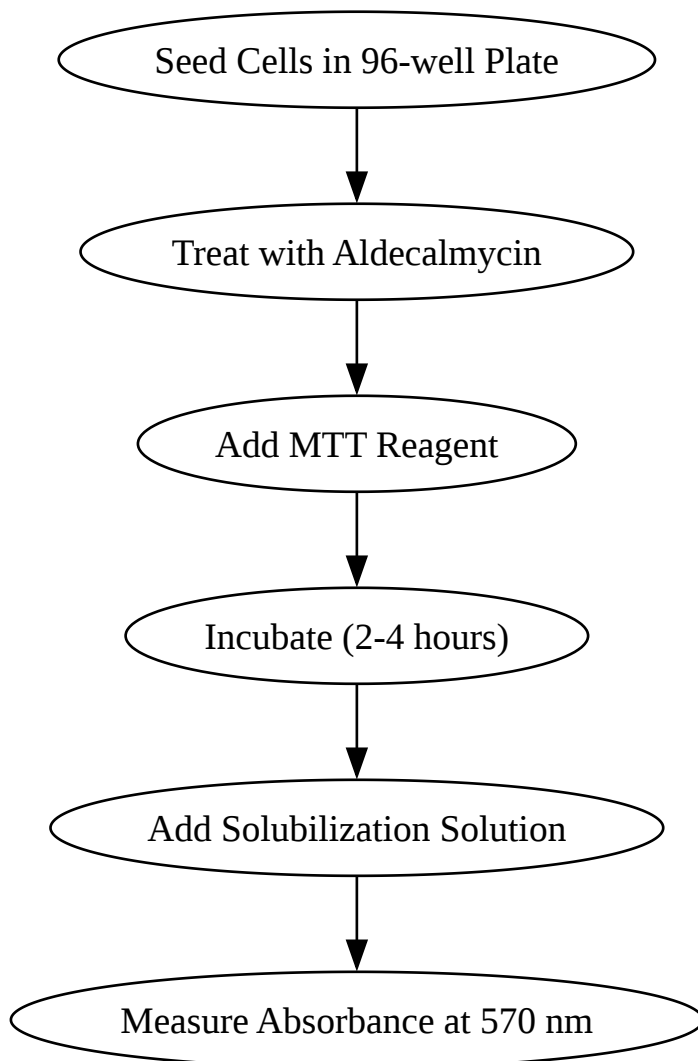 Seed Cells in 96-well Plate
Treat with Aldecalmycin
Add MTT Reagent
Incubate (2-4 hours)
Add Solubilization Solution
Measure Absorbance at 570 nm